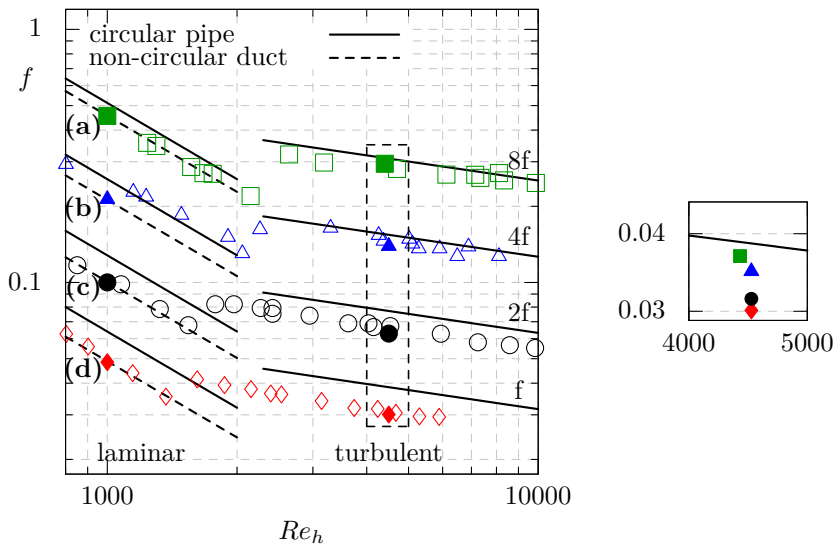 1
circular pipe
non-circular duct
f
(a)
8f
(b)
4f
0.04
0.1
(c)
2f
0.03
4000
5000
(d)
f
laminar
turbulent
1000
10000
Re_h